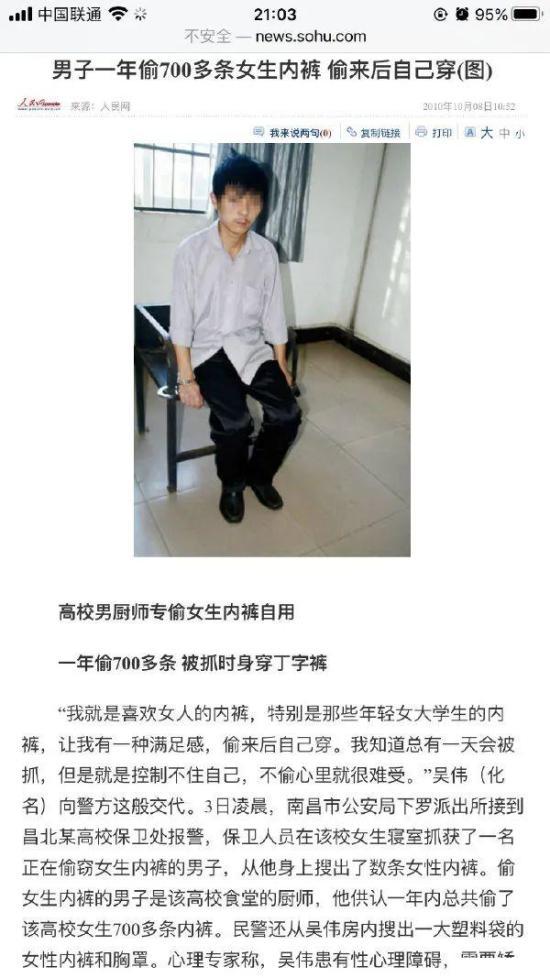 中国联通 21:03 95%
不安全 — news.sohu.com
男子一年偷700多条女生内裤 偷来后自己穿(图)
人民网 来源：人民网 2010年10月08日10:52
我来说两句(0) 复制链接 打印 大 中 小
高校男厨师专偷女生内裤自用
一年偷700多条 被抓时身穿丁字裤
“我就是喜欢女人的内裤，特别是那些年轻女大学生的内
裤，让我有一种满足感，偷来后自己穿。我知道总有一天会被
抓，但是就是控制不住自己，不偷心里就很难受。”吴伟（化
名）向警方这般交代。3日凌晨，南昌市公安局下罗派出所接到
昌北某高校保卫处报警，保卫人员在该校女生寝室抓获了一名
正在偷窃女生内裤的男子，从他身上搜出了数条女性内裤。偷
女生内裤的男子是该高校食堂的厨师，他供认一年内总共偷了
该高校女生700多条内裤。民警还从吴伟房内搜出一大塑料袋的
女性内裤和胸罩。心理专家称，吴伟患有性心理障碍，